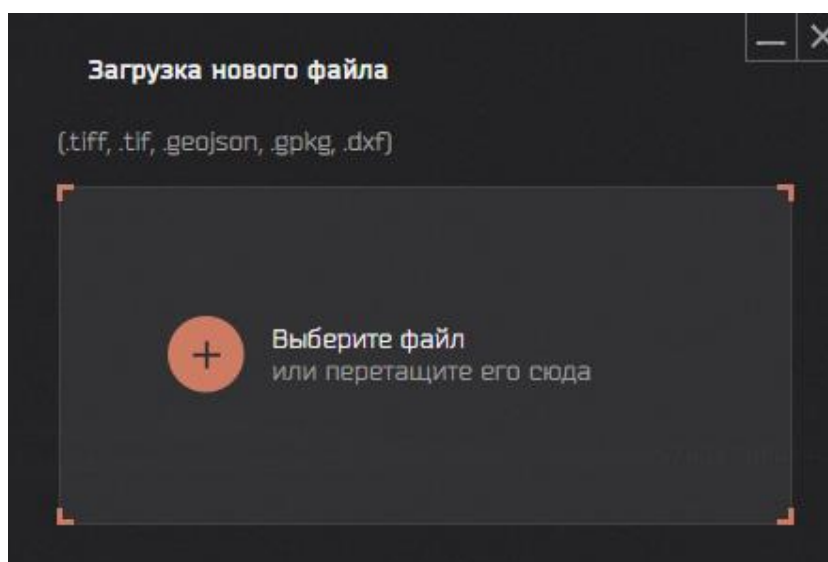 Загрузка нового файла
(.tiff, .tif, .geojson, .gpkg, .dxf)
Выберите файл
или перетащите его сюда